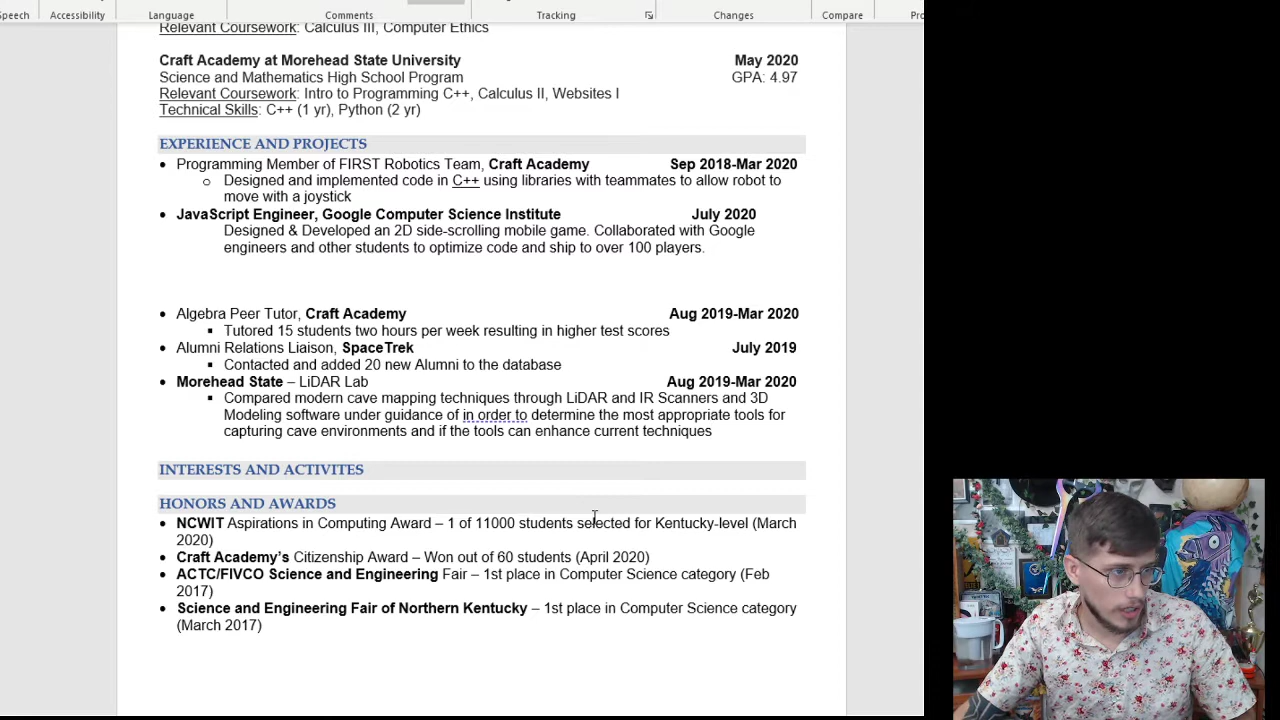 Speech
Accessibility
Language
Comments
Tracking
Changes
Compare
Relevant Coursework: Calculus III, Computer Ethics
Craft Academy at Morehead State University May 2020
Science and Mathematics High School Program GPA: 4.97
Relevant Coursework: Intro to Programming C++, Calculus II, Websites I
Technical Skills: C++ (1 yr), Python (2 yr)
EXPERIENCE AND PROJECTS
• Programming Member of FIRST Robotics Team, Craft Academy Sep 2018-Mar 2020
o Designed and implemented code in C++ using libraries with teammates to allow robot to
move with a joystick
• JavaScript Engineer, Google Computer Science Institute July 2020
Designed & Developed an 2D side-scrolling mobile game. Collaborated with Google
engineers and other students to optimize code and ship to over 100 players.
• Algebra Peer Tutor, Craft Academy Aug 2019-Mar 2020
▪ Tutored 15 students two hours per week resulting in higher test scores
• Alumni Relations Liaison, SpaceTrek July 2019
▪ Contacted and added 20 new Alumni to the database
• Morehead State – LiDAR Lab Aug 2019-Mar 2020
▪ Compared modern cave mapping techniques through LiDAR and IR Scanners and 3D
Modeling software under guidance of in order to determine the most appropriate tools for
capturing cave environments and if the tools can enhance current techniques
INTERESTS AND ACTIVITES
HONORS AND AWARDS
• NCWIT Aspirations in Computing Award – 1 of 11000 students selected for Kentucky-level (March
2020)
• Craft Academy’s Citizenship Award – Won out of 60 students (April 2020)
• ACTC/FIVCO Science and Engineering Fair – 1st place in Computer Science category (Feb
2017)
• Science and Engineering Fair of Northern Kentucky – 1st place in Computer Science category
(March 2017)